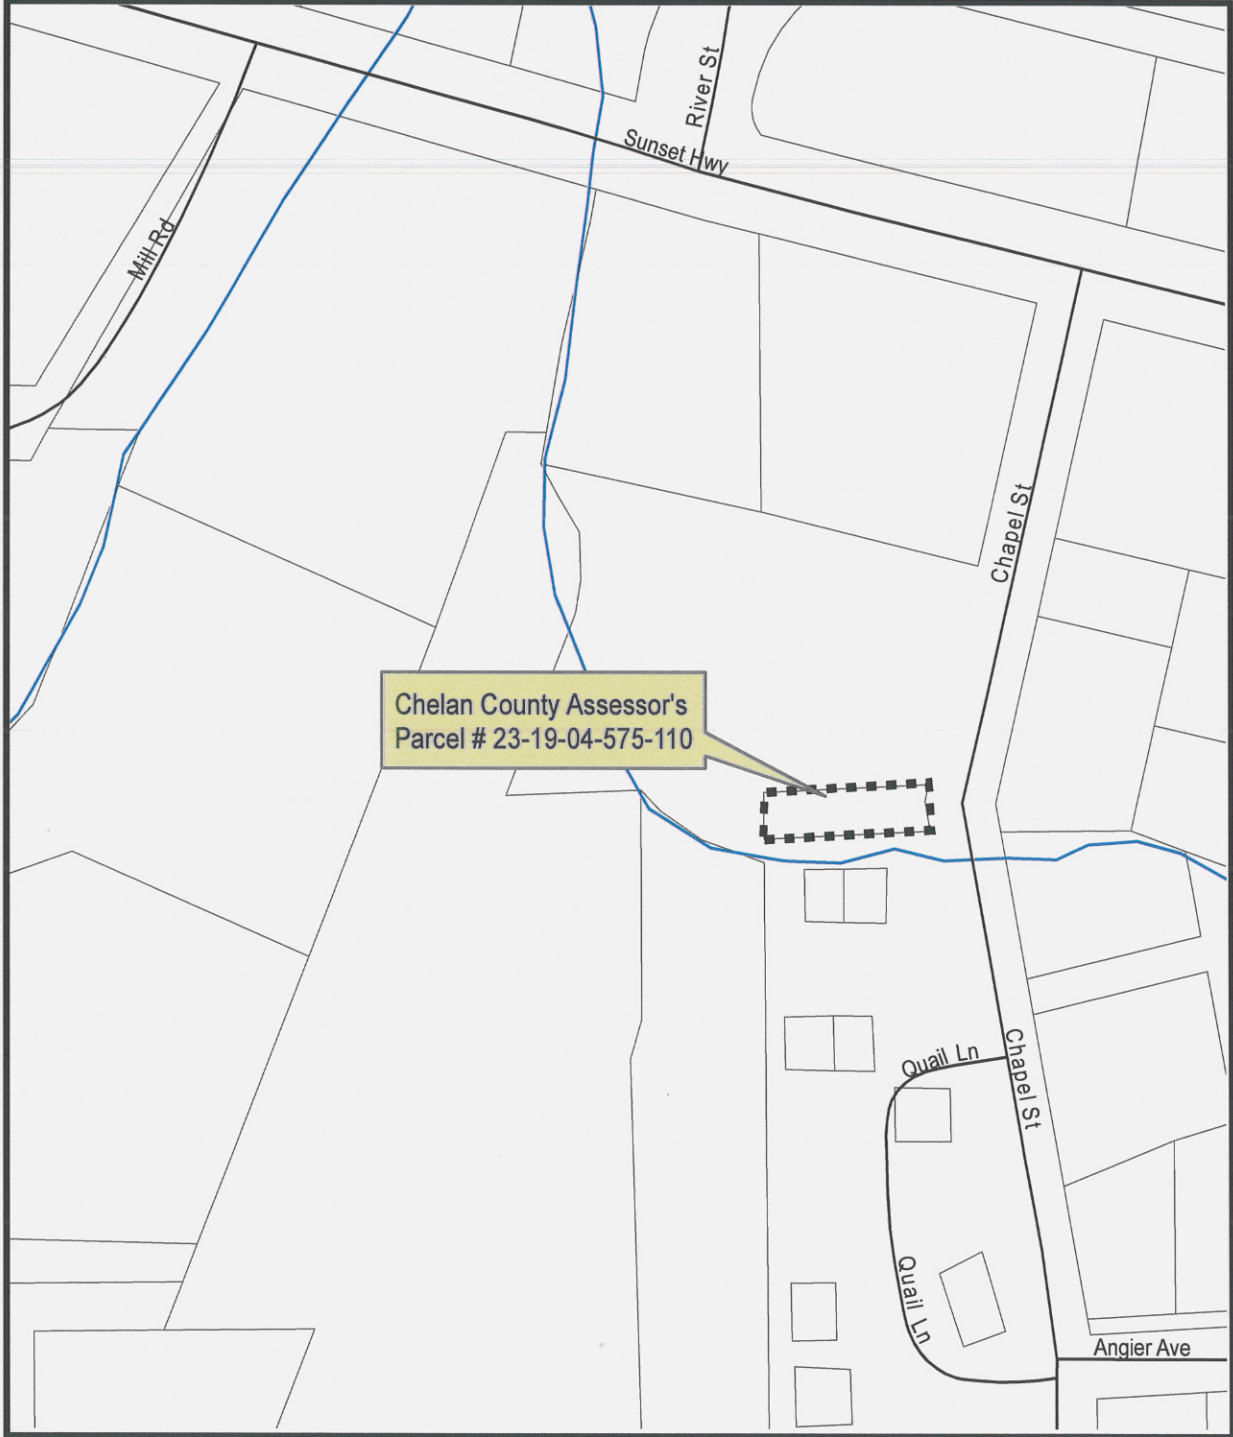 River St
Sunset Hwy
Mill Rd
Chapel St
Chelan County Assessor's
Parcel # 23-19-04-575-110
Quail Ln
Chapel St
Quail Ln
Angier Ave